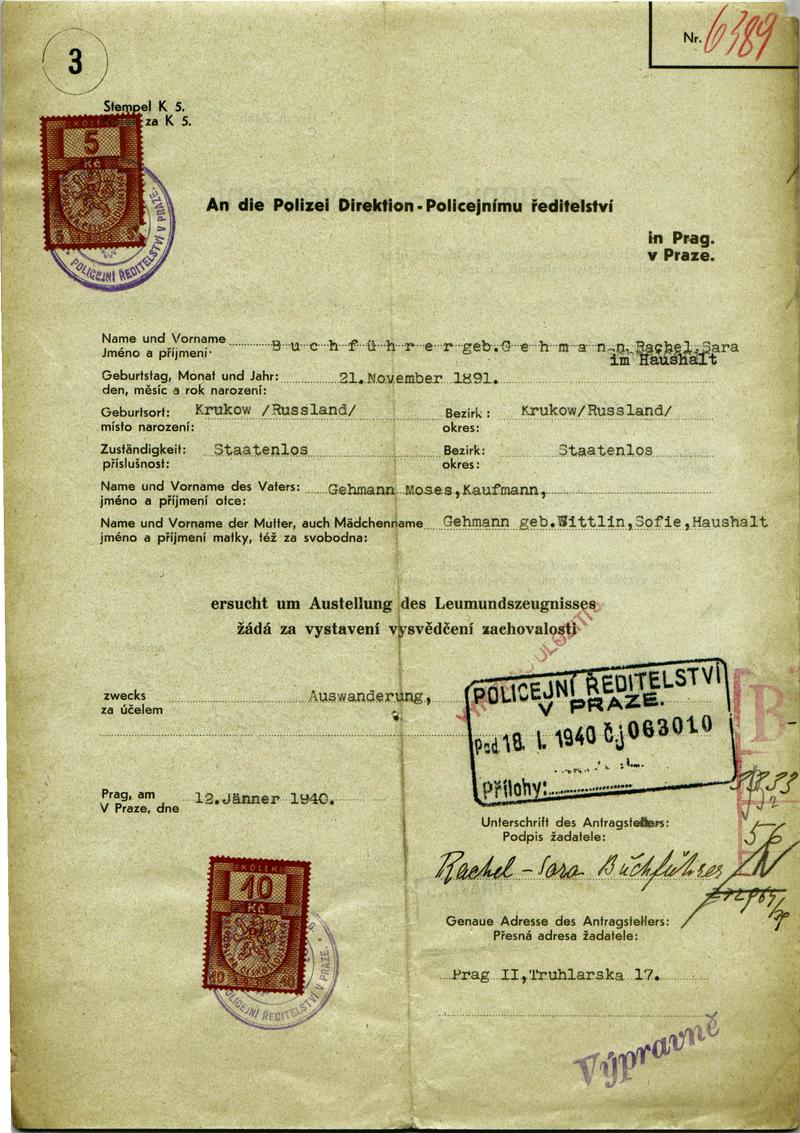 Nr. 6389
3
Stempel K 5.
za K 5.
5
Kč
POLICEJNÍ ŘEDITELSTVÍ V PRAZE.
An die Polizei Direktion - Policejnímu ředitelství
in Prag.
v Praze.
Name und Vorname B u c h f ü h r e r geb. G e h m a n n, Rachel, Sara
Jméno a příjmení· im Haushalt
Geburtstag, Monat und Jahr: 21. November 1891.
den, měsíc a rok narození:
Geburtsort: Krukow /Russland/ Bezirk: Krukow/Russland/
místo narození: okres:
Zuständigkeit: Staatenlos Bezirk: Staatenlos
příslušnost: okres:
Name und Vorname des Vaters: Gehmann Moses, Kaufmann,
jméno a příjmení otce:
Name und Vorname der Mutter, auch Mädchenname Gehmann geb. Wittlin, Sofie, Haushalt
jméno a příjmení matky, též za svobodna:
ersucht um Austellung des Leumundszeugnisses
žádá za vystavení vysvědčení zachovalosti
zwecks Auswanderung,
za účelem
POLICEJNÍ ŘEDITELSTVÍ
V PRAZE.
Pod 18. I. 1940 čj 063010
Přílohy:
B
Prag, am 12. Jänner 1940.
V Praze, dne
Unterschrift des Antragstellers:
Podpis žadatele:
56
Rachel - Sara Buchführer
KOLEK
10
Kč
1938
POLICEJNÍ ŘEDITELSTVÍ V PRAZE.
Genaue Adresse des Antragstellers:
Přesná adresa žadatele:
Prag II, Truhlarska 17.
Výpravně